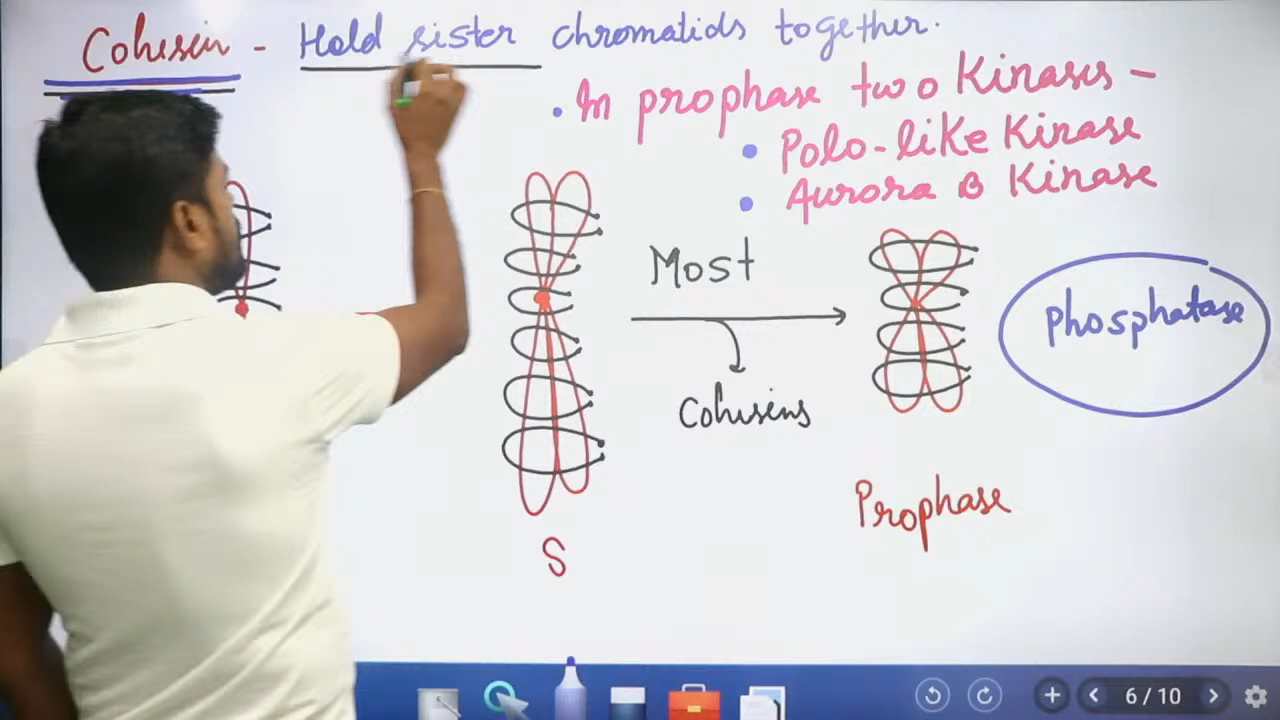 Cohesin - Hold sister chromatids together.
• In prophase two Kinases -
• Polo-like Kinase
• Aurora B Kinase
Most
Cohesins
Phosphatase
Prophase
S
6 / 10